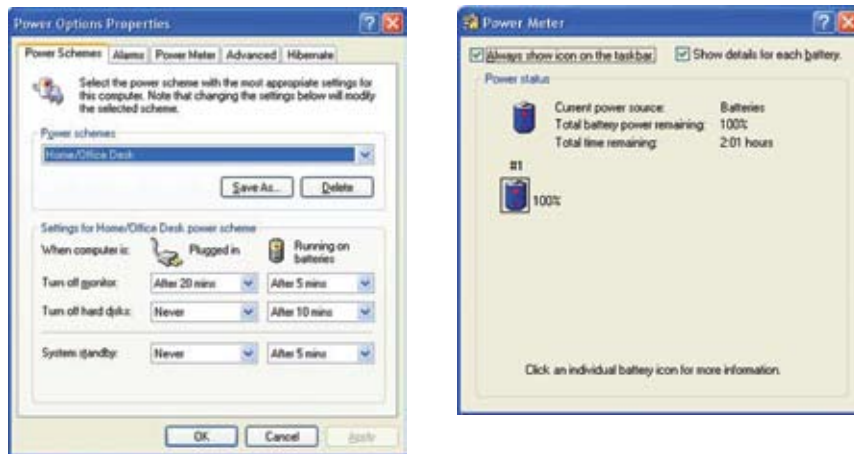 Power Options Properties
Power Schemes Alarms Power Meter Advanced Hibernate
Select the power scheme with the most appropriate settings for
this computer. Note that changing the settings below will modify
the selected scheme.
Power schemes
Home/Office Desk
Save As... Delete
Settings for Home/Office Desk power scheme
When computer is: Plugged in Running on
batteries
Turn off monitor: After 20 mins After 5 mins
Turn off hard disks: Never After 10 mins
System standby: Never After 5 mins
OK Cancel Apply
Power Meter
Always show icon on the taskbar. Show details for each battery.
Power status
Current power source: Batteries
Total battery power remaining: 100%
Total time remaining: 2:01 hours
#1
100%
Click an individual battery icon for more information.